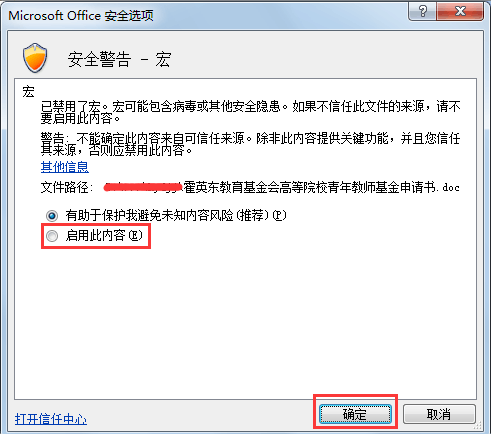 Microsoft Office 安全选项
安全警告 - 宏
宏
已禁用了宏。宏可能包含病毒或其他安全隐患。如果不信任此文件的来源，请不
要启用此内容。
警告: 不能确定此内容来自可信任来源。除非此内容提供关键功能，并且您信任
其来源，否则应禁用此内容。
其他信息
文件路径: 霍英东教育基金会高等院校青年教师基金申请书.doc
有助于保护我避免未知内容风险(推荐)(P)
启用此内容(E)
打开信任中心
确定
取消